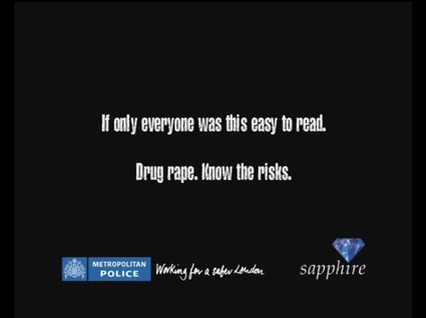 If only everyone was this easy to read.
Drug rape. Know the risks.
METROPOLITAN
POLICE
Working for a safer London
sapphire